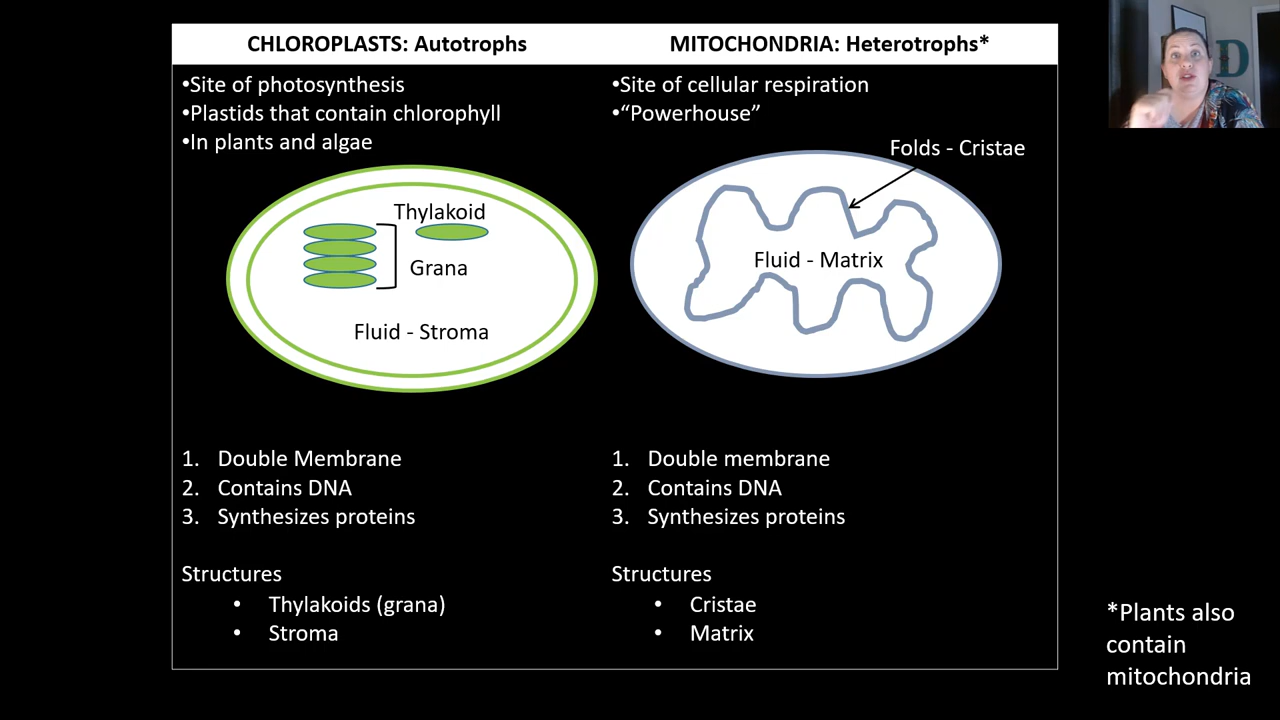 CHLOROPLASTS: Autotrophs
•Site of photosynthesis
•Plastids that contain chlorophyll
•In plants and algae
Thylakoid
Grana
Fluid - Stroma
1. Double Membrane
2. Contains DNA
3. Synthesizes proteins
Structures
• Thylakoids (grana)
• Stroma
MITOCHONDRIA: Heterotrophs*
•Site of cellular respiration
•“Powerhouse”
Folds - Cristae
Fluid - Matrix
1. Double membrane
2. Contains DNA
3. Synthesizes proteins
Structures
• Cristae
• Matrix
D
*Plants also
contain
mitochondria